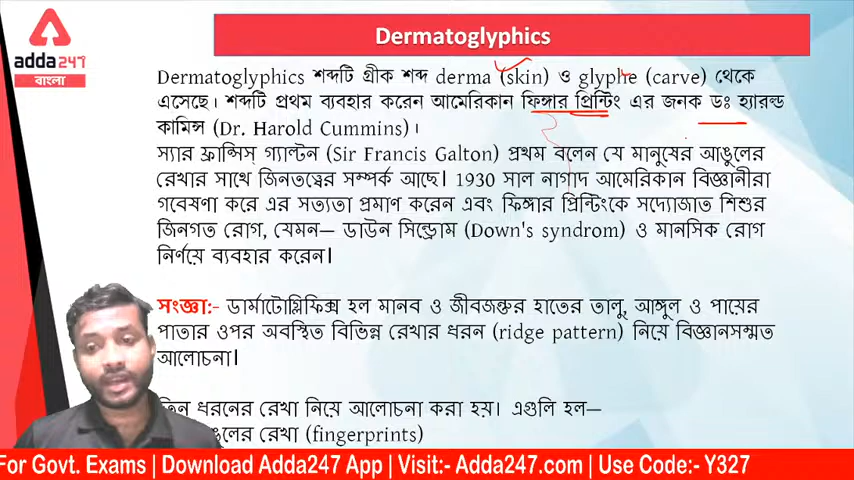 Dermatoglyphics
adda247
বাংলা
Dermatoglyphics শব্দটি গ্রীক শব্দ derma (skin) ও glyphe (carve) থেকে
এসেছে। শব্দটি প্রথম ব্যবহার করেন আমেরিকান ফিঙ্গার প্রিন্টিং এর জনক ডঃ হ্যারল্ড
কামিন্স (Dr. Harold Cummins)।
স্যার ফ্রান্সিস্ গ্যাল্টন (Sir Francis Galton) প্রথম বলেন যে মানুষের আঙুলের
রেখার সাথে জিনতত্ত্বের সম্পর্ক আছে। 1930 সাল নাগাদ আমেরিকান বিজ্ঞানীরা
গবেষণা করে এর সত্যতা প্রমাণ করেন এবং ফিঙ্গার প্রিন্টিংকে সদ্যোজাত শিশুর
জিনগত রোগ, যেমন— ডাউন সিন্ড্রোম (Down's syndrom) ও মানসিক রোগ
নির্ণয়ে ব্যবহার করেন।
সংজ্ঞা:- ডার্মাটোগ্লিফিক্স হল মানব ও জীবজন্তুর হাতের তালু, আঙ্গুল ও পায়ের
পাতার ওপর অবস্থিত বিভিন্ন রেখার ধরন (ridge pattern) নিয়ে বিজ্ঞানসম্মত
আলোচনা।
তিন ধরনের রেখা নিয়ে আলোচনা করা হয়। এগুলি হল—
রেখা (fingerprints)
For Govt. Exams | Download Adda247 App | Visit:- Adda247.com | Use Code:- Y327